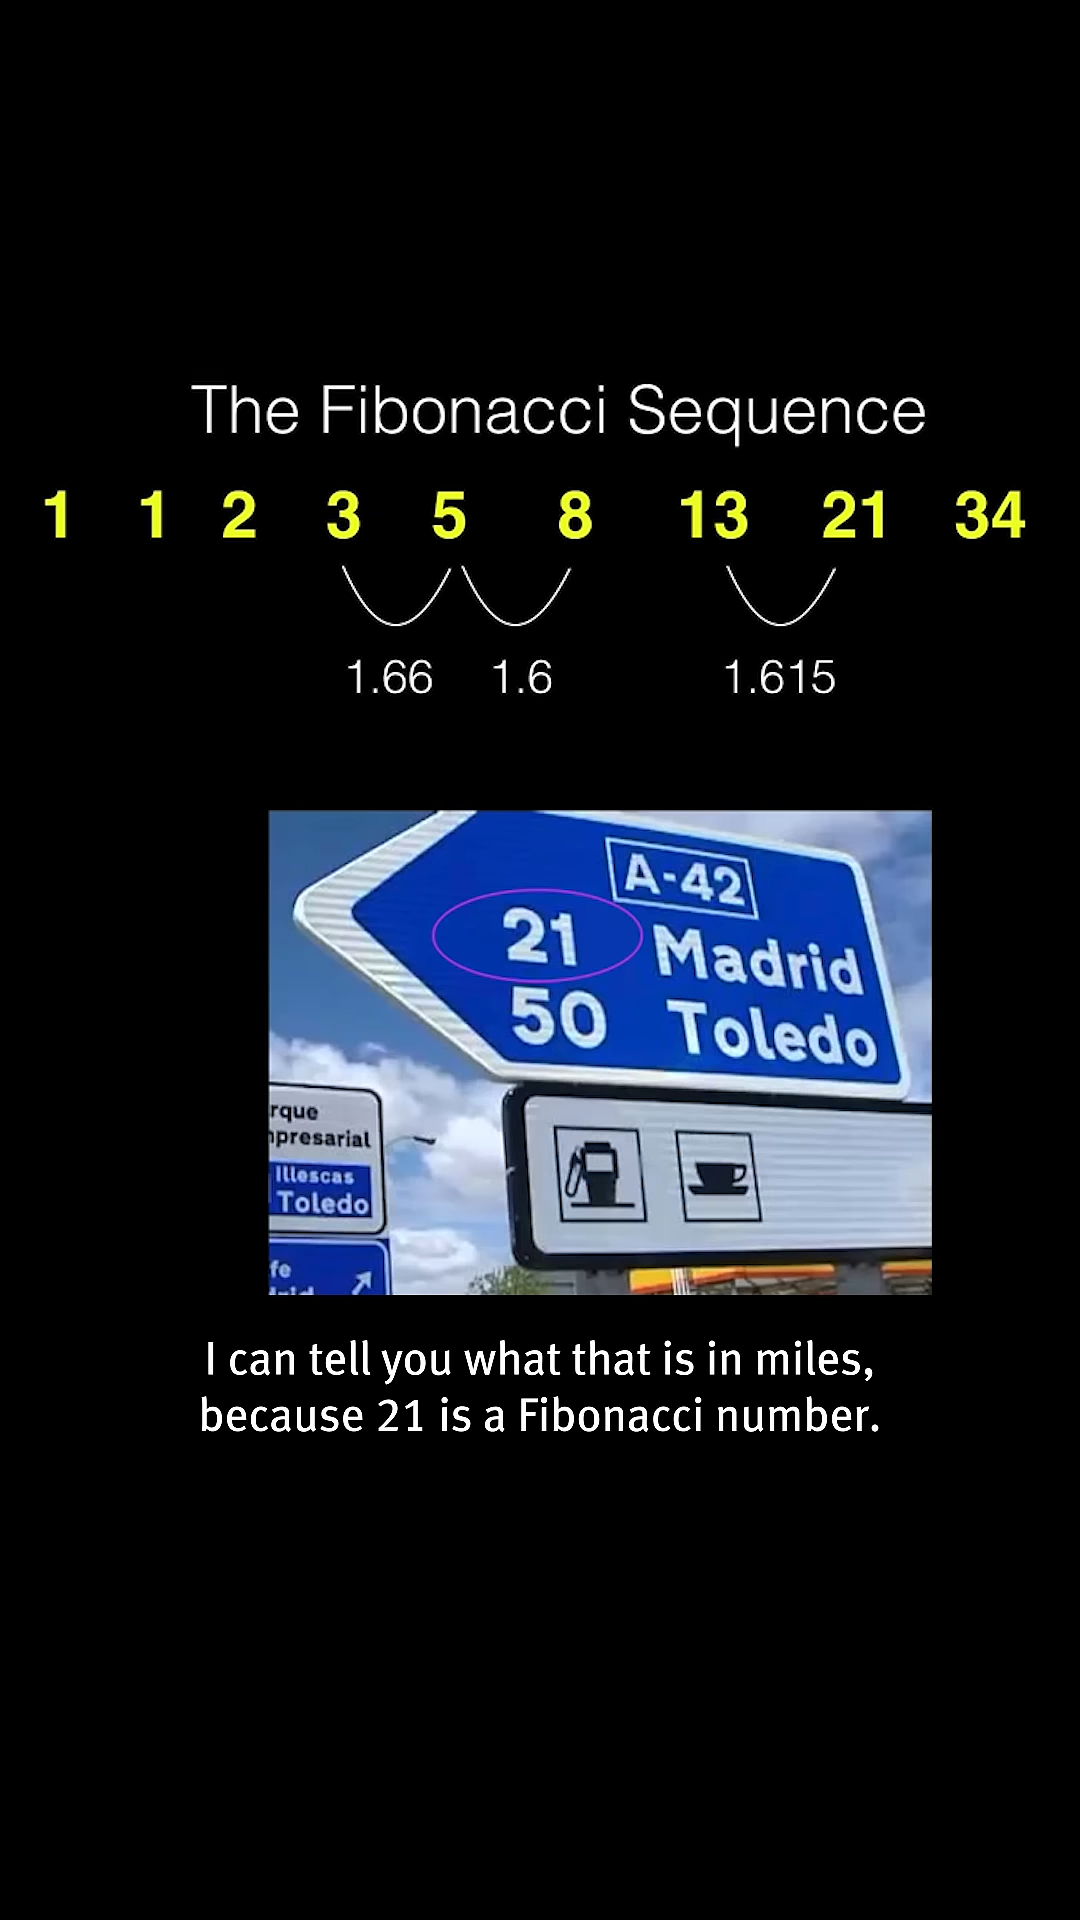 The Fibonacci Sequence
1 1 2 3 5 8 13 21 34
1.66 1.6 1.615
A-42
21 Madrid
50 Toledo
Illescas
Toledo
I can tell you what that is in miles,
because 21 is a Fibonacci number.